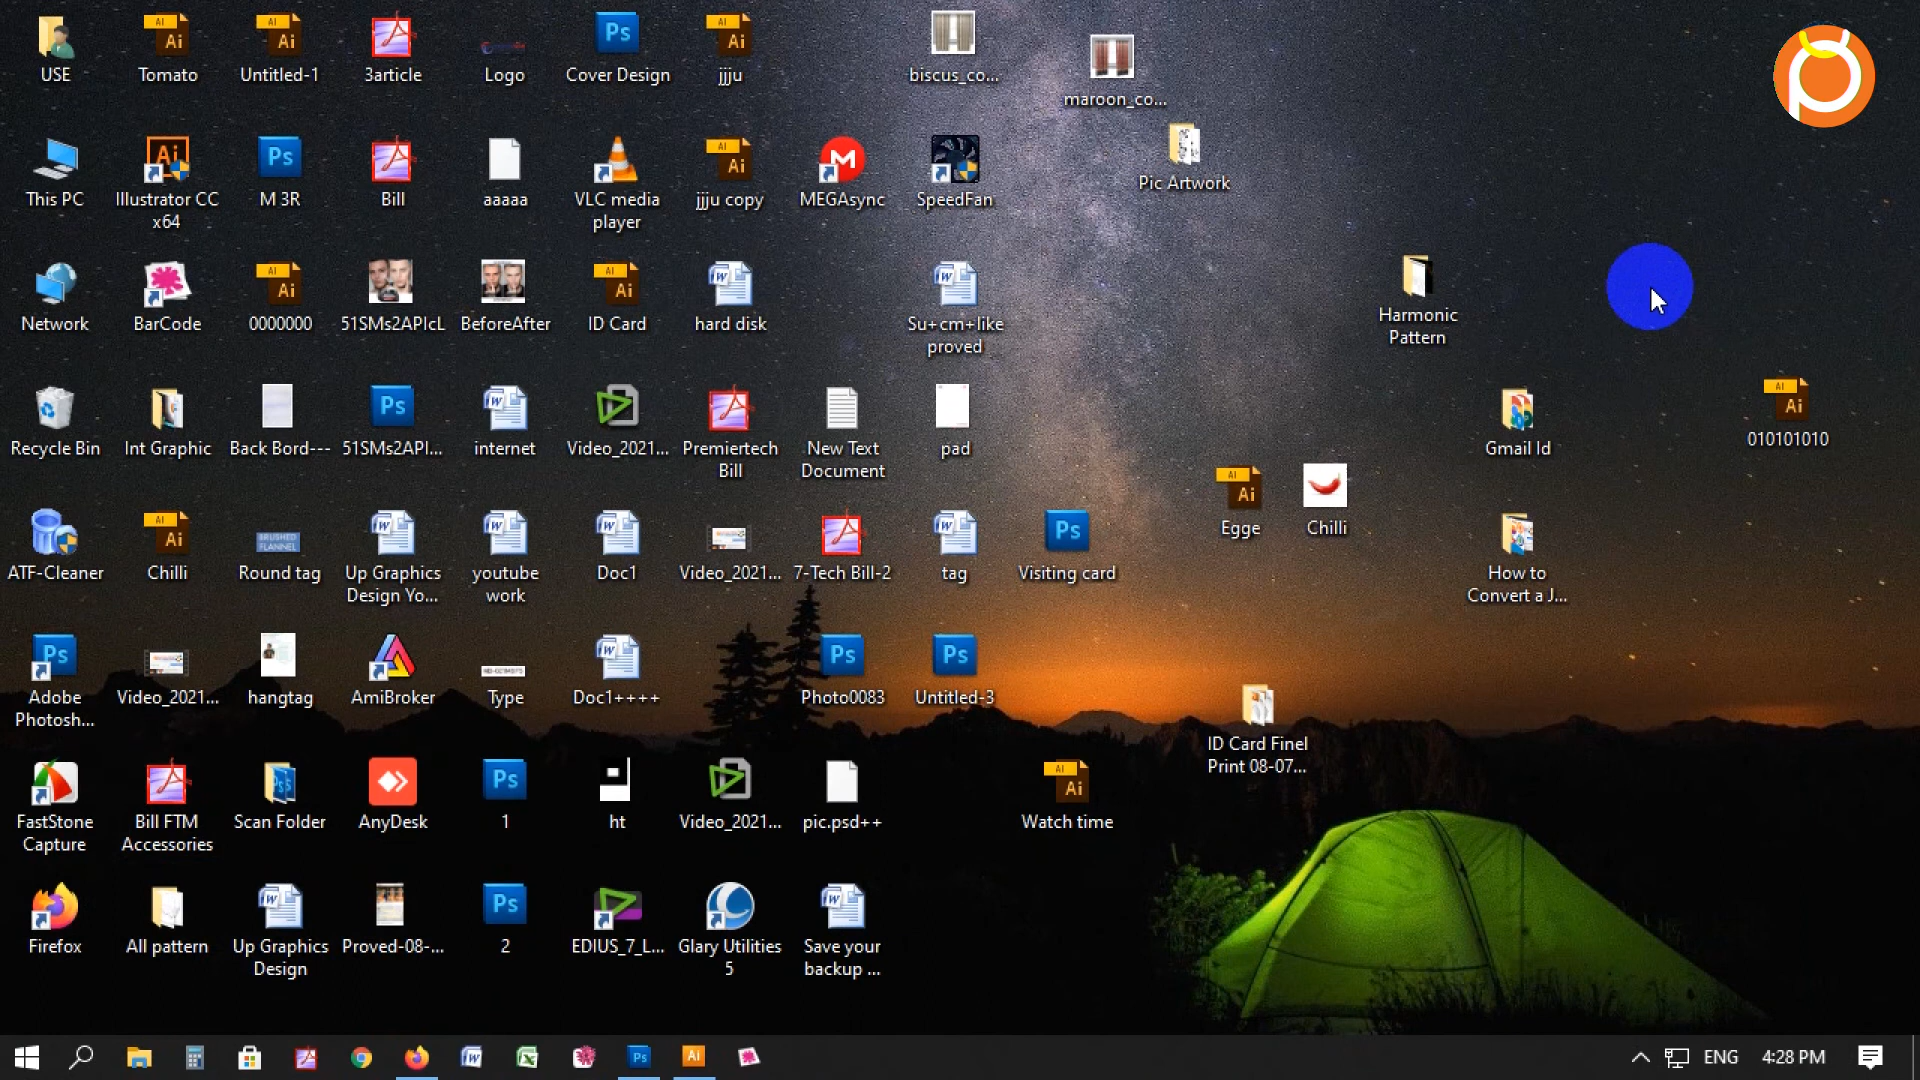 USE
Tomato
Untitled-1
3article
Logo
Cover Design
jjju
biscus_co...
maroon_co...
This PC
Illustrator CC
x64
M 3R
Bill
aaaaa
VLC media
player
jjju copy
MEGAsync
SpeedFan
Pic Artwork
Network
BarCode
0000000
51SMs2APIcL
BeforeAfter
ID Card
hard disk
Su+cm+like
proved
Harmonic
Pattern
Recycle Bin
Int Graphic
Back Bord---
51SMs2API...
internet
Video_2021...
Premiertech
Bill
New Text
Document
pad
Gmail Id
010101010
ATF-Cleaner
Chilli
BRUSHED
FLANNEL
Round tag
Up Graphics
Design Yo...
youtube
work
Doc1
Video_2021...
7-Tech Bill-2
tag
Visiting card
Egge
Chilli
How to
Convert a J...
Adobe
Photosh...
Video_2021...
hangtag
AmiBroker
Type
Doc1++++
Photo0083
Untitled-3
ID Card Finel
Print 08-07...
FastStone
Capture
Bill FTM
Accessories
Scan Folder
AnyDesk
1
ht
Video_2021...
pic.psd++
Watch time
Firefox
All pattern
Up Graphics
Design
Proved-08-...
2
EDIUS_7_L...
Glary Utilities
5
Save your
backup ...
ENG
4:28 PM